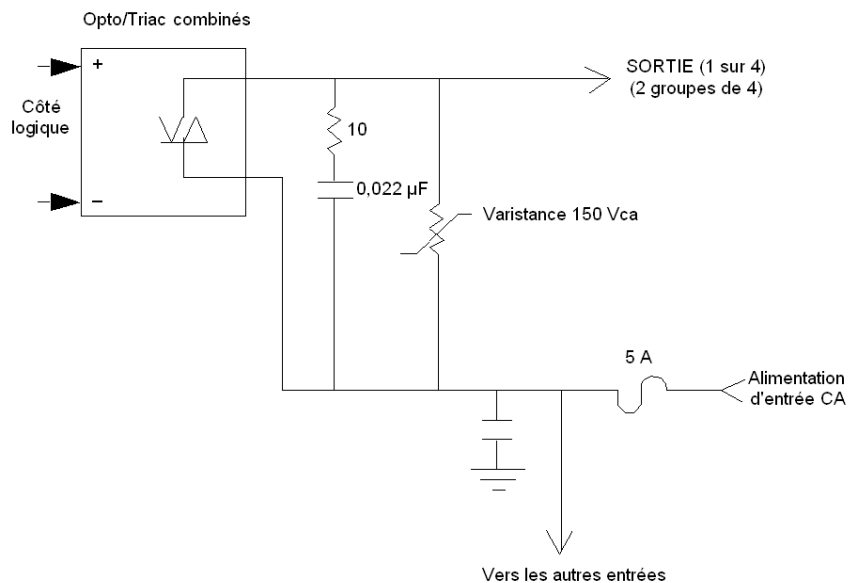 Opto/Triac combinés
+
Côté
logique
–
10
0,022 µF
SORTIE (1 sur 4)
(2 groupes de 4)
Varistance 150 Vca
5 A
Alimentation
d'entrée CA
Vers les autres entrées